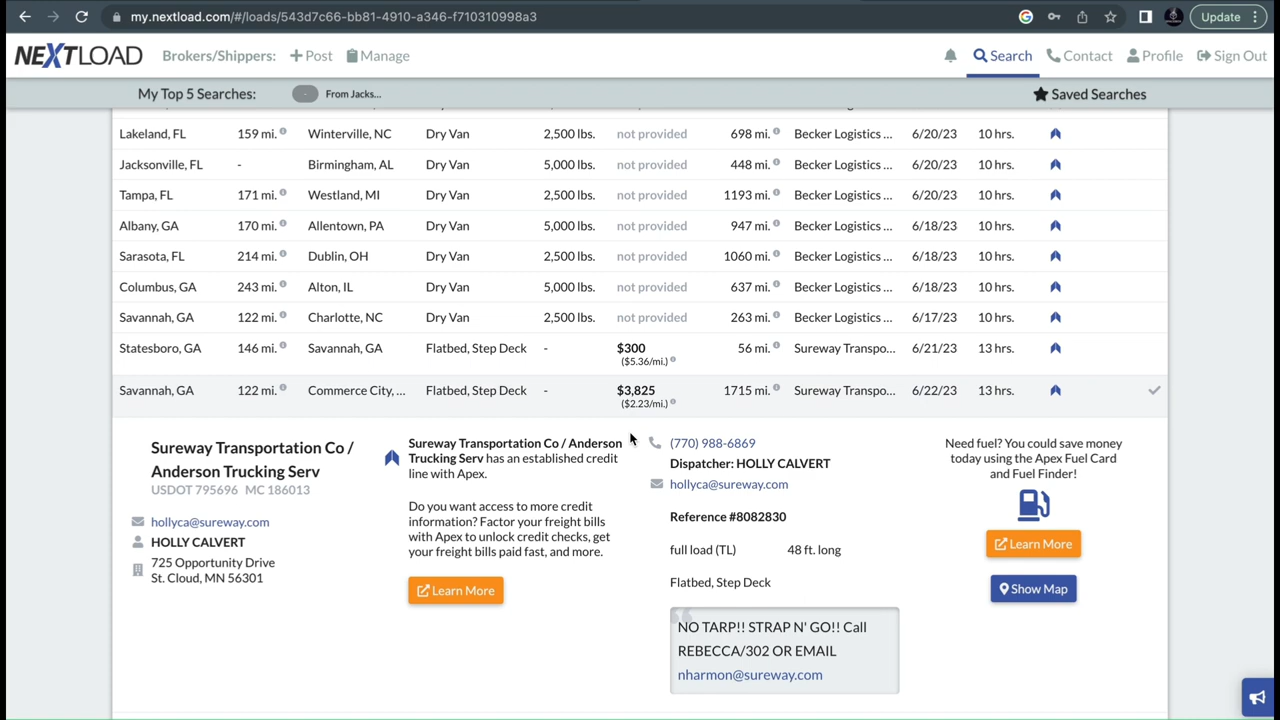 my.nextload.com/#/loads/543d7c66-bb81-4910-a346-f710310998a3
Update
NEXTLOAD Brokers/Shippers: Post Manage Search Contact Profile Sign Out
My Top 5 Searches: - From Jacks... Saved Searches
Lakeland, FL 159 mi. Winterville, NC Dry Van 2,500 lbs. not provided 698 mi. Becker Logistics ... 6/20/23 10 hrs.
Jacksonville, FL - Birmingham, AL Dry Van 5,000 lbs. not provided 448 mi. Becker Logistics ... 6/20/23 10 hrs.
Tampa, FL 171 mi. Westland, MI Dry Van 2,500 lbs. not provided 1193 mi. Becker Logistics ... 6/20/23 10 hrs.
Albany, GA 170 mi. Allentown, PA Dry Van 5,000 lbs. not provided 947 mi. Becker Logistics ... 6/18/23 10 hrs.
Sarasota, FL 214 mi. Dublin, OH Dry Van 5,000 lbs. not provided 1060 mi. Becker Logistics ... 6/18/23 10 hrs.
Columbus, GA 243 mi. Alton, IL Dry Van 5,000 lbs. not provided 637 mi. Becker Logistics ... 6/18/23 10 hrs.
Savannah, GA 122 mi. Charlotte, NC Dry Van 2,500 lbs. not provided 263 mi. Becker Logistics ... 6/17/23 10 hrs.
Statesboro, GA 146 mi. Savannah, GA Flatbed, Step Deck - $300 56 mi. Sureway Transpo... 6/21/23 13 hrs.
($5.36/mi.)
Savannah, GA 122 mi. Commerce City, ... Flatbed, Step Deck - $3,825 1715 mi. Sureway Transpo... 6/22/23 13 hrs.
($2.23/mi.)
Sureway Transportation Co /
Anderson Trucking Serv
USDOT 795696 MC 186013
hollyca@sureway.com
HOLLY CALVERT
725 Opportunity Drive
St. Cloud, MN 56301
Sureway Transportation Co / Anderson
Trucking Serv has an established credit
line with Apex.
Do you want access to more credit
information? Factor your freight bills
with Apex to unlock credit checks, get
your freight bills paid fast, and more.
Learn More
(770) 988-6869
Dispatcher: HOLLY CALVERT
hollyca@sureway.com
Reference #8082830
full load (TL) 48 ft. long
Flatbed, Step Deck
NO TARP!! STRAP N' GO!! Call
REBECCA/302 OR EMAIL
nharmon@sureway.com
Need fuel? You could save money
today using the Apex Fuel Card
and Fuel Finder!
Learn More
Show Map